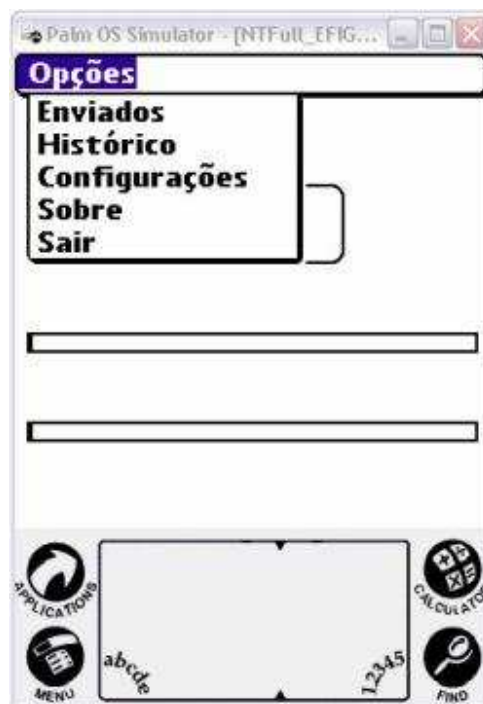 Palm OS Simulator - [NTFull_EFIG...
Opções
Enviados
Histórico
Configurações
Sobre
Sair
APPLICATIONS
CALCULATOR
abcde
12345
MENU
FIND